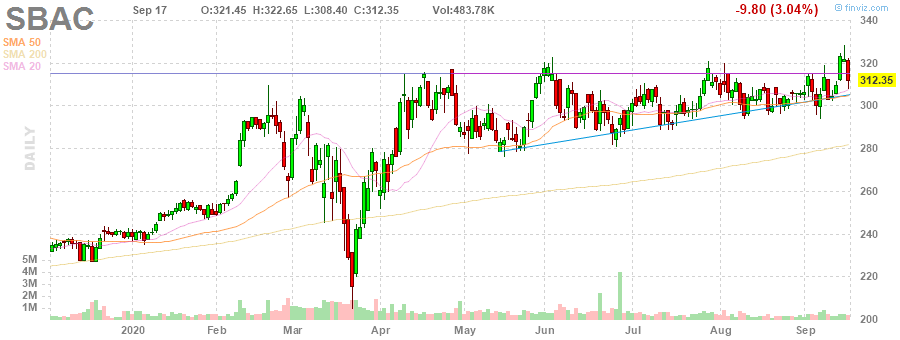 SBAC Sep 17 O:321.45 H:322.65 L:308.40 C:312.35 Vol:483.78K -9.80 (3.04%) © finviz.com
SMA 50
SMA 200
SMA 20
DAILY
340
320
312.35
300
280
260
240
220
200
5M
4M
3M
2M
1M
2020 Feb Mar Apr May Jun Jul Aug Sep